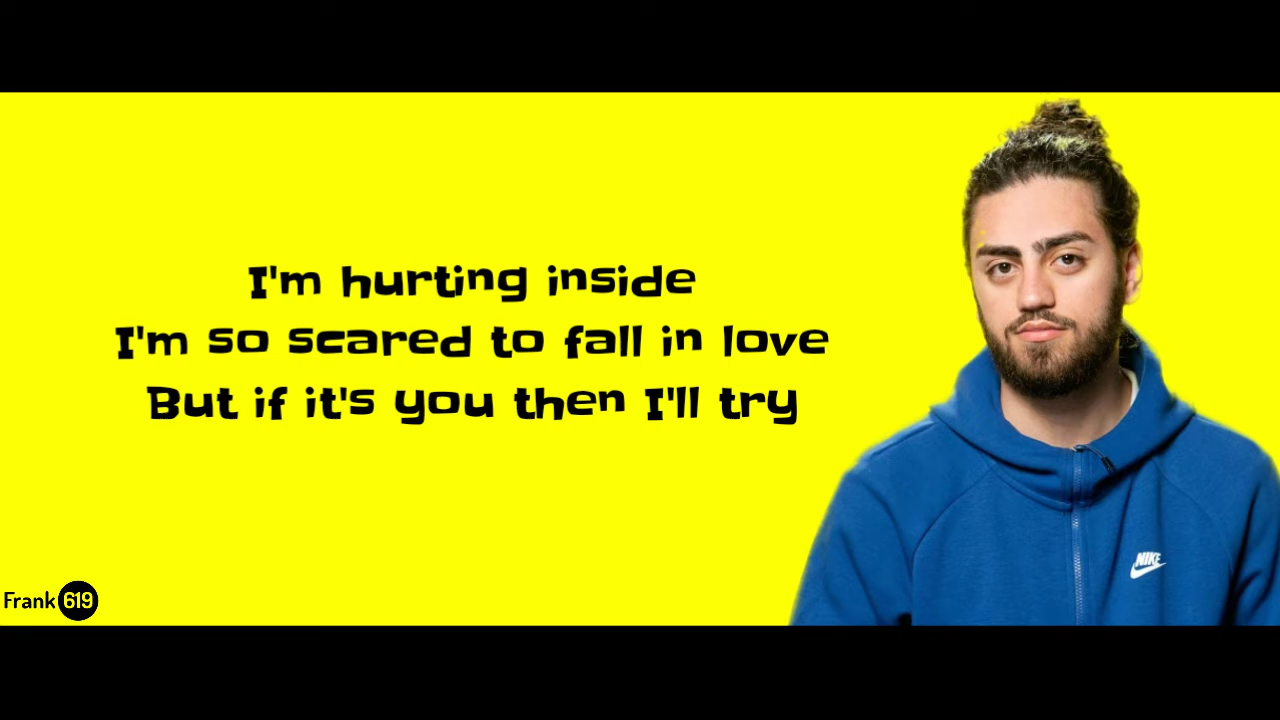 I'm hurting inside
I'm so scared to fall in love
But if it's you then I'll try
NIKE
Frank 619